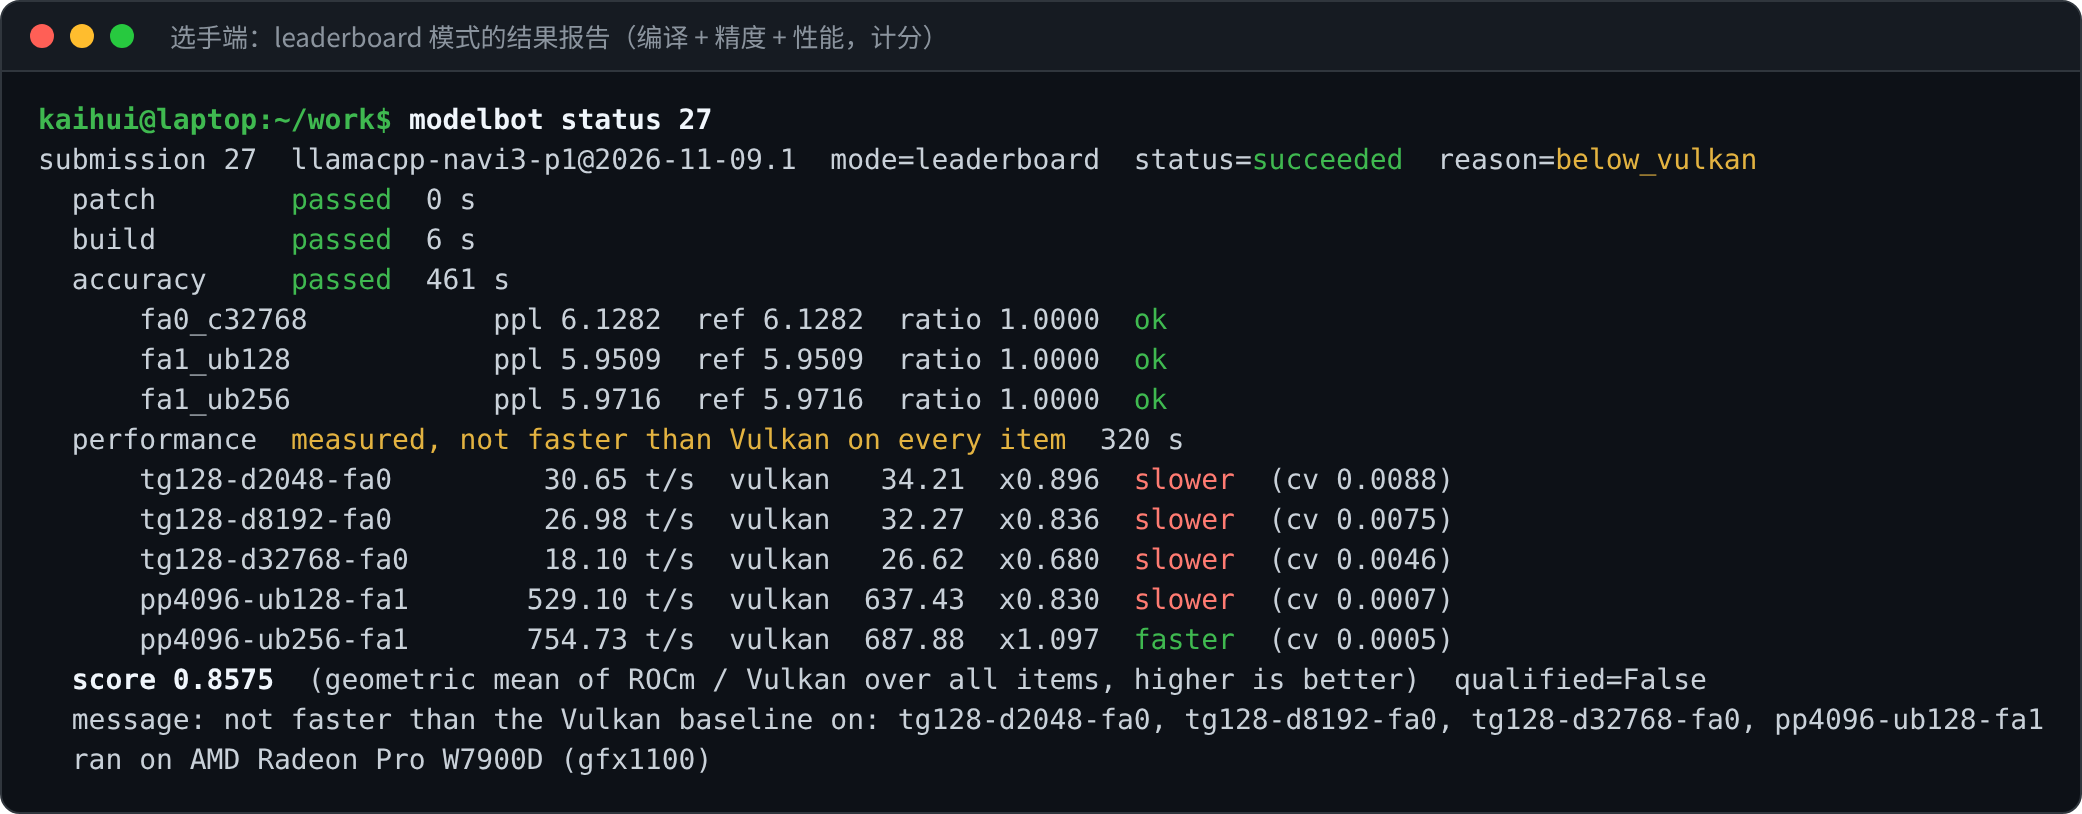 选手端：leaderboard 模式的结果报告（编译 + 精度 + 性能，计分）
kaihui@laptop:~/work$ modelbot status 27
submission 27  llamacpp-navi3-p1@2026-11-09.1  mode=leaderboard  status=succeeded  reason=below_vulkan
  patch        passed  0 s
  build        passed  6 s
  accuracy     passed  461 s
      fa0_c32768           ppl 6.1282  ref 6.1282  ratio 1.0000  ok
      fa1_ub128            ppl 5.9509  ref 5.9509  ratio 1.0000  ok
      fa1_ub256            ppl 5.9716  ref 5.9716  ratio 1.0000  ok
  performance  measured, not faster than Vulkan on every item  320 s
      tg128-d2048-fa0         30.65 t/s  vulkan   34.21  x0.896  slower  (cv 0.0088)
      tg128-d8192-fa0         26.98 t/s  vulkan   32.27  x0.836  slower  (cv 0.0075)
      tg128-d32768-fa0        18.10 t/s  vulkan   26.62  x0.680  slower  (cv 0.0046)
      pp4096-ub128-fa1       529.10 t/s  vulkan  637.43  x0.830  slower  (cv 0.0007)
      pp4096-ub256-fa1       754.73 t/s  vulkan  687.88  x1.097  faster  (cv 0.0005)
  score 0.8575  (geometric mean of ROCm / Vulkan over all items, higher is better)  qualified=False
  message: not faster than the Vulkan baseline on: tg128-d2048-fa0, tg128-d8192-fa0, tg128-d32768-fa0, pp4096-ub128-fa1
  ran on AMD Radeon Pro W7900D (gfx1100)